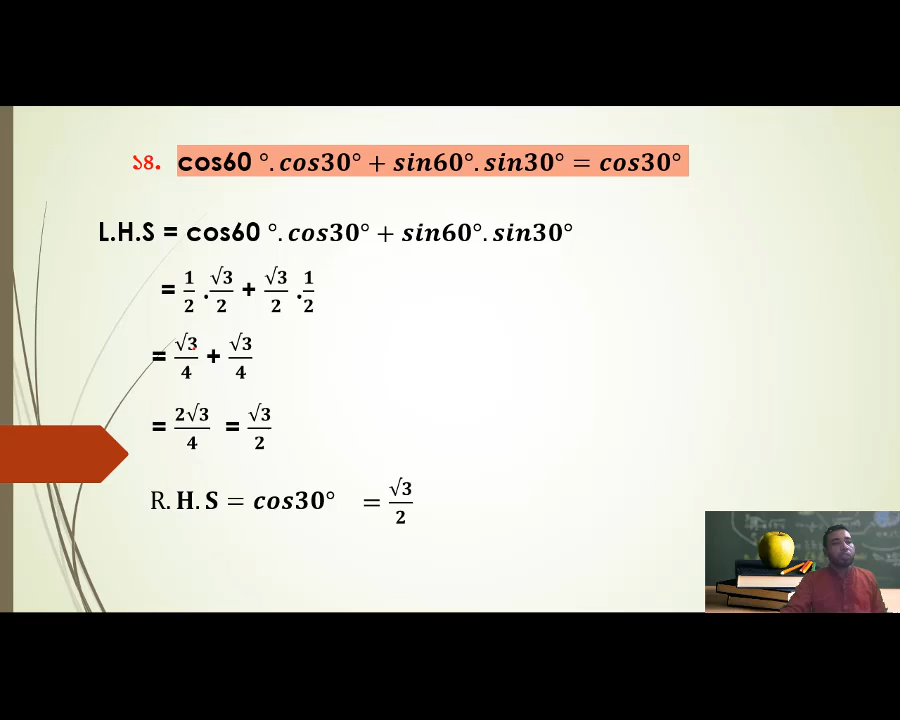 ১৪. cos60 °. cos30° + sin60°. sin30° = cos30°
L.H.S = cos60 °. cos30° + sin60°. sin30°
= 1/2 . √3/2 + √3/2 . 1/2
= √3/4 + √3/4
= 2√3/4 = √3/2
R. H. S = cos30° = √3/2